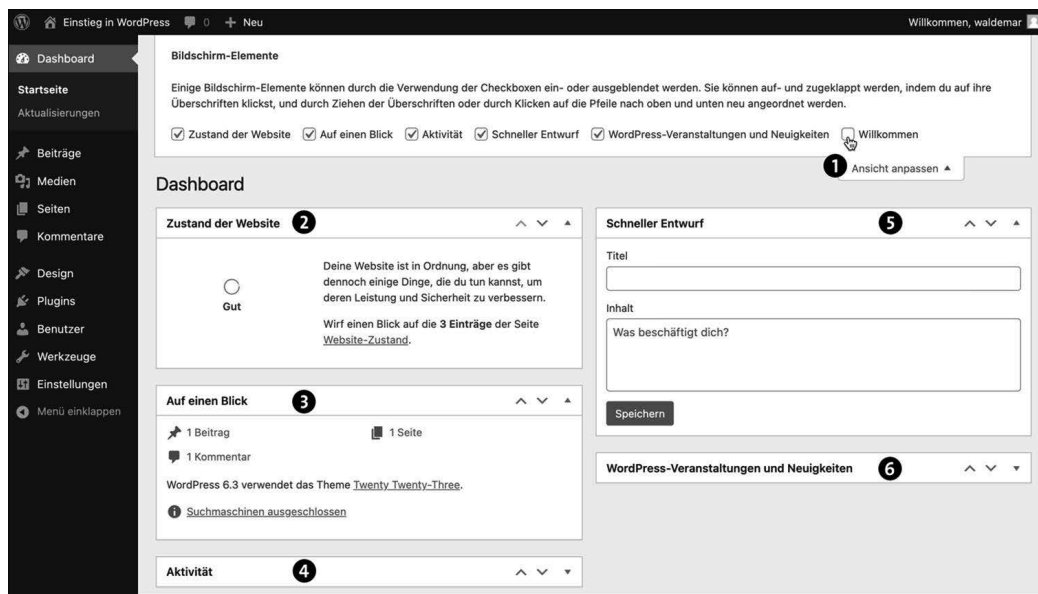 Einstieg in WordPress 0 + Neu Willkommen, waldemar
Dashboard
Startseite
Aktualisierungen
Beiträge
Medien
Seiten
Kommentare
Design
Plugins
Benutzer
Werkzeuge
Einstellungen
Menü einklappen
Bildschirm-Elemente
Einige Bildschirm-Elemente können durch die Verwendung der Checkboxen ein- oder ausgeblendet werden. Sie können auf- und zugeklappt werden, indem du auf ihre
Überschriften klickst, und durch Ziehen der Überschriften oder durch Klicken auf die Pfeile nach oben und unten neu angeordnet werden.
Zustand der Website Auf einen Blick Aktivität Schneller Entwurf WordPress-Veranstaltungen und Neuigkeiten Willkommen
1 Ansicht anpassen
Dashboard
Zustand der Website 2
Gut
Deine Website ist in Ordnung, aber es gibt
dennoch einige Dinge, die du tun kannst, um
deren Leistung und Sicherheit zu verbessern.
Wirf einen Blick auf die 3 Einträge der Seite
Website-Zustand.
Auf einen Blick 3
1 Beitrag 1 Seite
1 Kommentar
WordPress 6.3 verwendet das Theme Twenty Twenty-Three.
Suchmaschinen ausgeschlossen
Aktivität 4
Schneller Entwurf 5
Titel
Inhalt
Was beschäftigt dich?
Speichern
WordPress-Veranstaltungen und Neuigkeiten 6